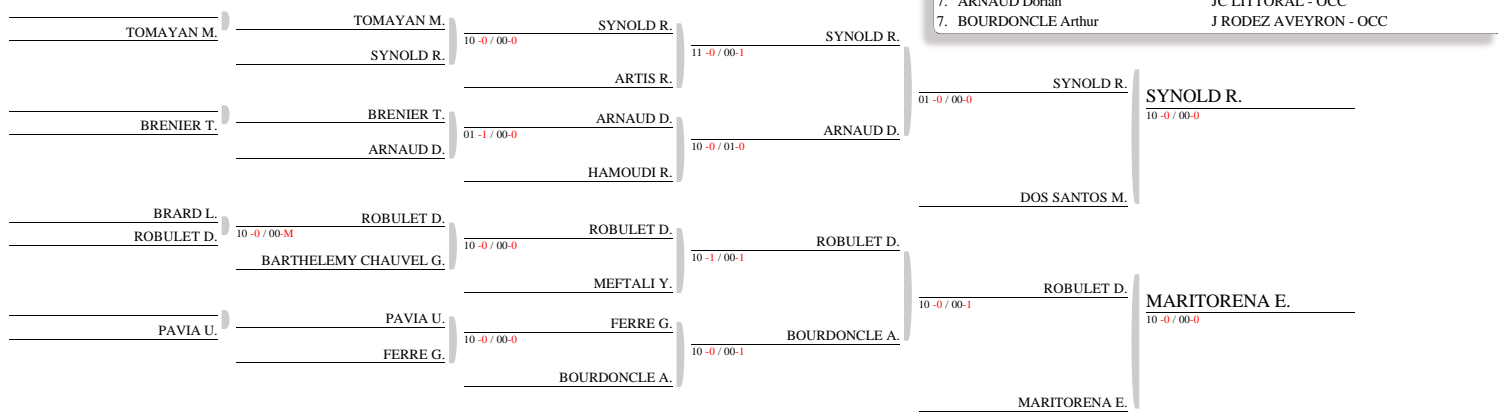 7. ARNAUD Dorian JC LITTORAL - OCC
7. BOURDONCLE Arthur J RODEZ AVEYRON - OCC
TOMAYAN M.
BRENIER T.
BRARD L.
ROBULET D.
PAVIA U.
TOMAYAN M.
SYNOLD R.
BRENIER T.
ARNAUD D.
ROBULET D.
10 -0 / 00-M
BARTHELEMY CHAUVEL G.
PAVIA U.
FERRE G.
SYNOLD R.
10 -0 / 00-0
ARTIS R.
ARNAUD D.
01 -1 / 00-0
HAMOUDI R.
ROBULET D.
10 -0 / 00-0
MEFTALI Y.
FERRE G.
10 -0 / 00-0
BOURDONCLE A.
SYNOLD R.
11 -0 / 00-1
ARNAUD D.
10 -0 / 01-0
ROBULET D.
10 -1 / 00-1
BOURDONCLE A.
10 -0 / 00-1
SYNOLD R.
01 -0 / 00-0
DOS SANTOS M.
ROBULET D.
10 -0 / 00-1
MARITORENA E.
SYNOLD R.
10 -0 / 00-0
MARITORENA E.
10 -0 / 00-0